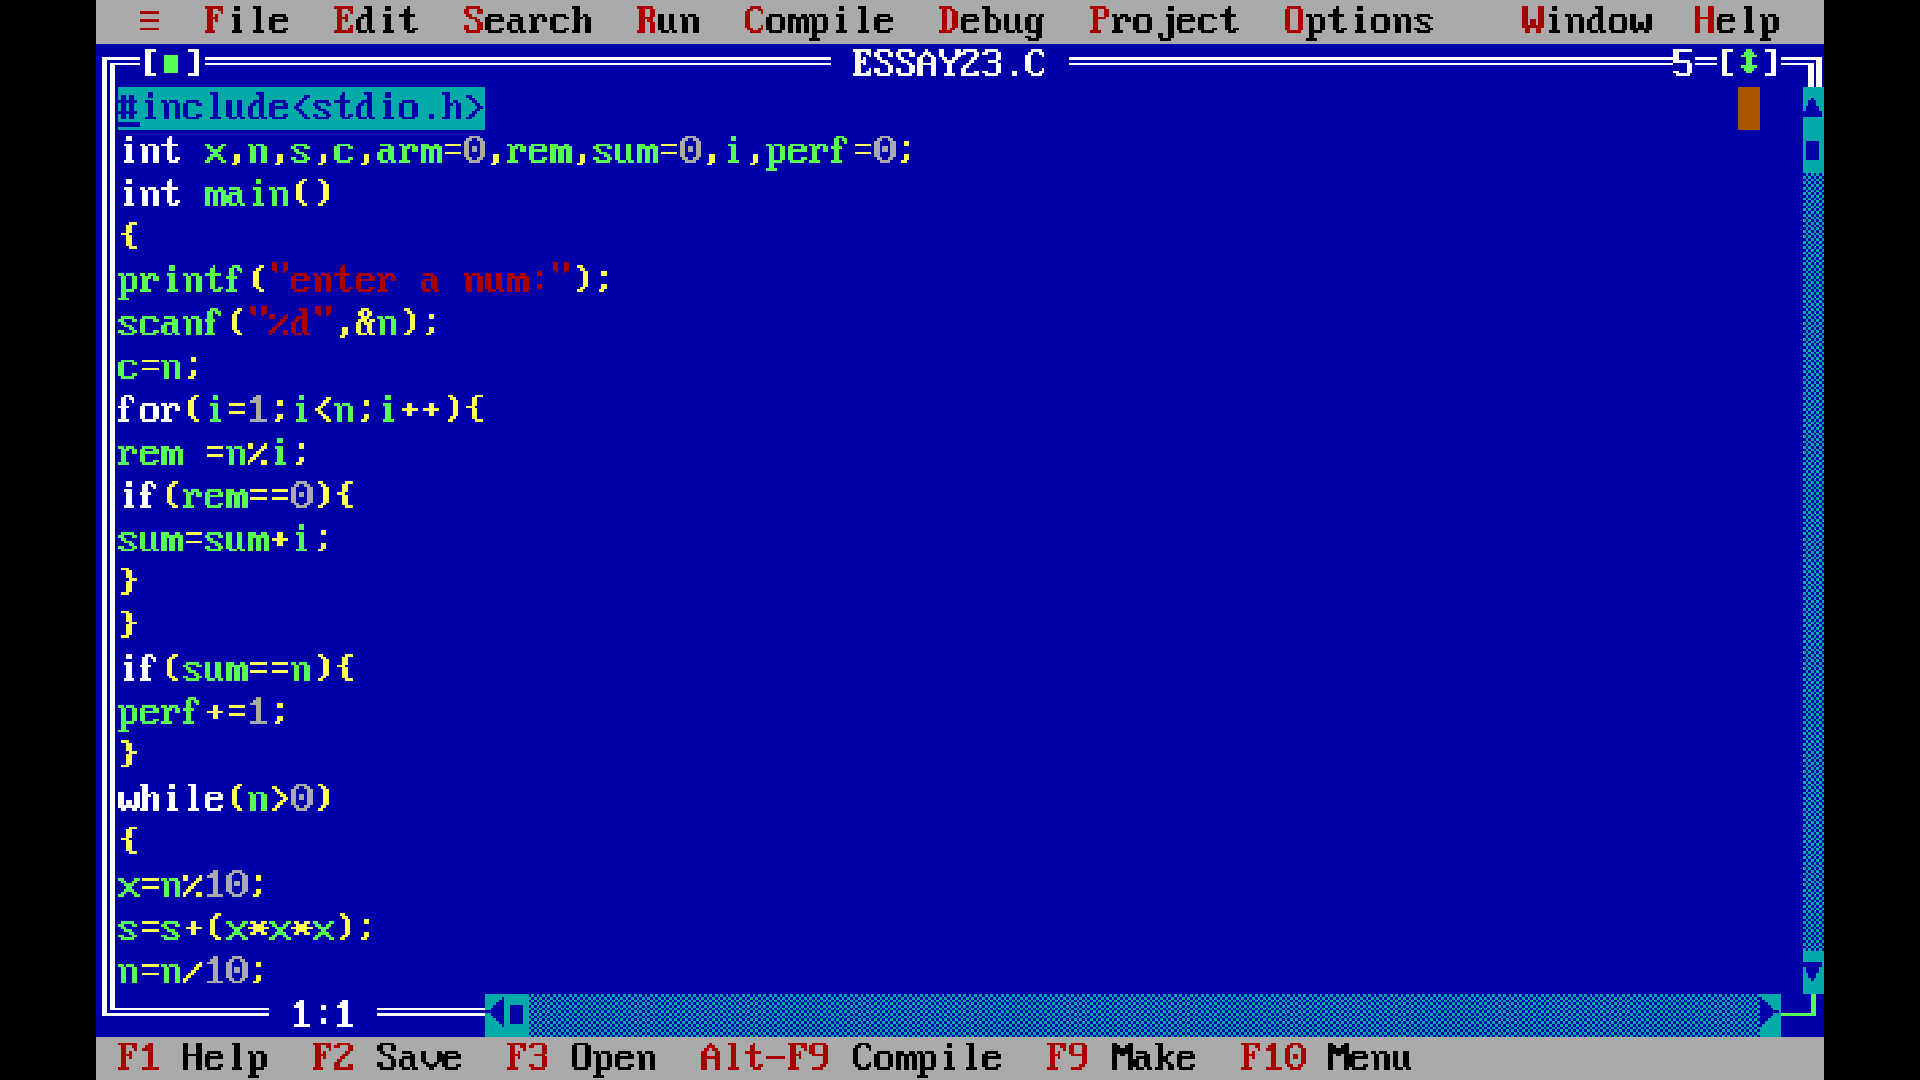 ≡ File Edit Search Run Compile Debug Project Options Window Help
[■] ESSAY23.C 5=[↕]
#include<stdio.h>
int x,n,s,c,arm=0,rem,sum=0,i,perf=0;
int main()
{
printf("enter a num:");
scanf("%d",&n);
c=n;
for(i=1;i<n;i++){
rem =n%i;
if(rem==0){
sum=sum+i;
}
}
if(sum==n){
perf+=1;
}
while(n>0)
{
x=n%10;
s=s+(x*x*x);
n=n/10;
1:1
F1 Help F2 Save F3 Open Alt-F9 Compile F9 Make F10 Menu